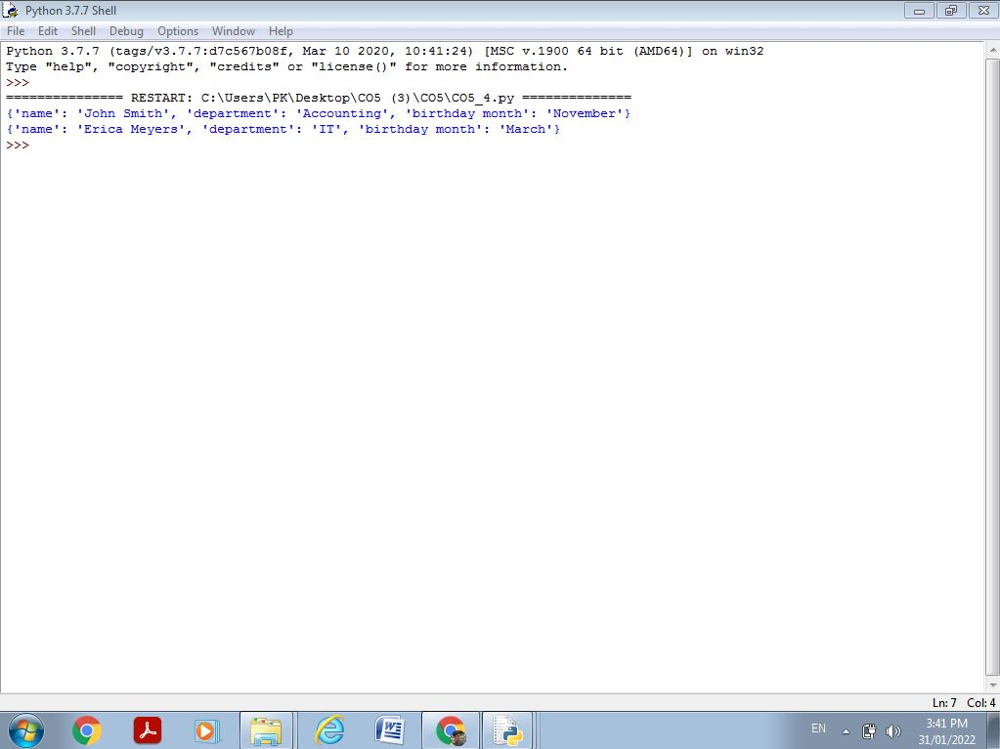 Python 3.7.7 Shell
File Edit Shell Debug Options Window Help
Python 3.7.7 (tags/v3.7.7:d7c567b08f, Mar 10 2020, 10:41:24) [MSC v.1900 64 bit (AMD64)] on win32
Type "help", "copyright", "credits" or "license()" for more information.
>>>
=============== RESTART: C:\Users\PK\Desktop\CO5 (3)\CO5\CO5_4.py ==============
{'name': 'John Smith', 'department': 'Accounting', 'birthday month': 'November'}
{'name': 'Erica Meyers', 'department': 'IT', 'birthday month': 'March'}
>>>
Ln: 7 Col: 4
EN
3:41 PM
31/01/2022